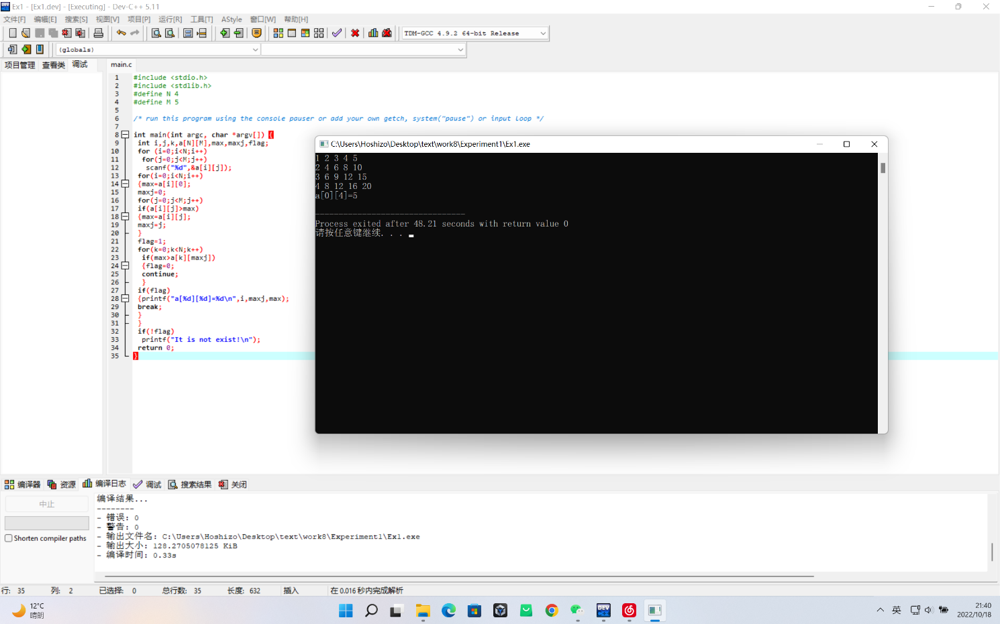 Ex1 - [Ex1.dev] - [Executing] - Dev-C++ 5.11
文件[F] 编辑[E] 搜索[S] 视图[V] 项目[P] 运行[R] 工具[T] AStyle 窗口[W] 帮助[H]
TDM-GCC 4.9.2 64-bit Release
(globals)
项目管理 查看类 调试
main.c
1 #include <stdio.h>
2 #include <stdlib.h>
3 #define N 4
4 #define M 5
5
6 /* run this program using the console pauser or add your own getch, system("pause") or input loop */
7
8 int main(int argc, char *argv[]) {
9 int i,j,k,a[N][M],max,maxj,flag;
10 for (i=0;i<N;i++)
11 for(j=0;j<M;j++)
12 scanf("%d",&a[i][j]);
13 for(i=0;i<N;i++)
14 {max=a[i][0];
15 maxj=0;
16 for(j=0;j<M;j++)
17 if(a[i][j]>max)
18 {max=a[i][j];
19 maxj=j;
20 }
21 flag=1;
22 for(k=0;k<N;k++)
23 if(max>a[k][maxj])
24 {flag=0;
25 continue;
26 }
27 if(flag)
28 {printf("a[%d][%d]=%d\n",i,maxj,max);
29 break;
30 }
31 }
32 if(!flag)
33 printf("It is not exist!\n");
34 return 0;
35 }
C:\Users\Hoshizo\Desktop\text\work8\Experiment1\Ex1.exe
1 2 3 4 5
2 4 6 8 10
3 6 9 12 15
4 8 12 16 20
a[0][4]=5
--------------------------------
Process exited after 48.21 seconds with return value 0
请按任意键继续. . .
编译器 资源 编译日志 调试 搜索结果 关闭
中止
Shorten compiler paths
编译结果...
--------
- 错误: 0
- 警告: 0
- 输出文件名: C:\Users\Hoshizo\Desktop\text\work8\Experiment1\Ex1.exe
- 输出大小: 128.2705078125 KiB
- 编译时间: 0.33s
行: 35 列: 2 已选择: 0 总行数: 35 长度: 632 插入 在 0.016 秒内完成解析
12°C
晴朗
DEV
英
21:40
2022/10/18